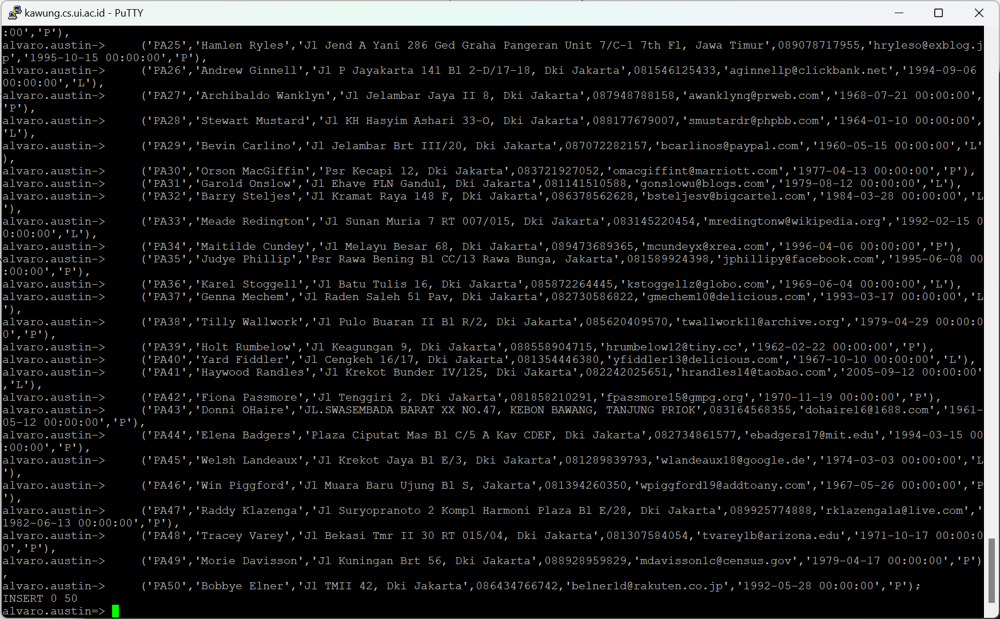 kawung.cs.ui.ac.id - PuTTY
:00','P'),
alvaro.austin->     ('PA25','Hamlen Ryles','Jl Jend A Yani 286 Ged Graha Pangeran Unit 7/C-1 7th Fl, Jawa Timur',089078717955,'hryleso@exblog.j
p','1995-10-15 00:00:00','P'),
alvaro.austin->     ('PA26','Andrew Ginnell','Jl P Jayakarta 141 Bl 2-D/17-18, Dki Jakarta',081546125433,'aginnellp@clickbank.net','1994-09-06
00:00:00','L'),
alvaro.austin->     ('PA27','Archibaldo Wanklyn','Jl Jelambar Jaya II 8, Dki Jakarta',087948788158,'awanklynq@prweb.com','1968-07-21 00:00:00',
'P'),
alvaro.austin->     ('PA28','Stewart Mustard','Jl KH Hasyim Ashari 33-O, Dki Jakarta',088177679007,'smustardr@phpbb.com','1964-01-10 00:00:00',
'L'),
alvaro.austin->     ('PA29','Bevin Carlino','Jl Jelambar Brt III/20, Dki Jakarta',087072282157,'bcarlinos@paypal.com','1960-05-15 00:00:00','L'
),
alvaro.austin->     ('PA30','Orson MacGiffin','Psr Kecapi 12, Dki Jakarta',083721927052,'omacgiffint@marriott.com','1977-04-13 00:00:00','P'),
alvaro.austin->     ('PA31','Garold Onslow','Jl Ehave PLN Gandul, Dki Jakarta',081141510588,'gonslowu@blogs.com','1979-08-12 00:00:00','L'),
alvaro.austin->     ('PA32','Barry Steljes','Jl Kramat Raya 148 F, Dki Jakarta',086378562628,'bsteljesv@bigcartel.com','1984-03-28 00:00:00','L
'),
alvaro.austin->     ('PA33','Meade Redington','Jl Sunan Muria 7 RT 007/015, Dki Jakarta',083145220454,'mredingtonw@wikipedia.org','1992-02-15 0
0:00:00','L'),
alvaro.austin->     ('PA34','Maitilde Cundey','Jl Melayu Besar 68, Dki Jakarta',089473689365,'mcundeyx@xrea.com','1996-04-06 00:00:00','P'),
alvaro.austin->     ('PA35','Judye Phillip','Psr Rawa Bening Bl CC/13 Rawa Bunga, Jakarta',081589924398,'jphillipy@facebook.com','1995-06-08 00
:00:00','P'),
alvaro.austin->     ('PA36','Karel Stoggell','Jl Batu Tulis 16, Dki Jakarta',085872264445,'kstoggellz@globo.com','1969-06-04 00:00:00','L'),
alvaro.austin->     ('PA37','Genna Mechem','Jl Raden Saleh 51 Pav, Dki Jakarta',082730586822,'gmechem10@delicious.com','1993-03-17 00:00:00','L
'),
alvaro.austin->     ('PA38','Tilly Wallwork','Jl Pulo Buaran II Bl R/2, Dki Jakarta',085620409570,'twallwork11@archive.org','1979-04-29 00:00:0
0','P'),
alvaro.austin->     ('PA39','Holt Rumbelow','Jl Keagungan 9, Dki Jakarta',088558904715,'hrumbelow12@tiny.cc','1962-02-22 00:00:00','P'),
alvaro.austin->     ('PA40','Yard Fiddler','Jl Cengkeh 16/17, Dki Jakarta',081354446380,'yfiddler13@delicious.com','1967-10-10 00:00:00','L'),
alvaro.austin->     ('PA41','Haywood Randles','Jl Krekot Bunder IV/125, Dki Jakarta',082242025651,'hrandles14@taobao.com','2005-09-12 00:00:00'
,'L'),
alvaro.austin->     ('PA42','Fiona Passmore','Jl Tenggiri 2, Dki Jakarta',081858210291,'fpassmore15@gmpg.org','1970-11-19 00:00:00','P'),
alvaro.austin->     ('PA43','Donni OHaire','JL.SWASEMBADA BARAT XX NO.47, KEBON BAWANG, TANJUNG PRIOK',083164568355,'dohaire16@1688.com','1961-
05-12 00:00:00','P'),
alvaro.austin->     ('PA44','Elena Badgers','Plaza Ciputat Mas Bl C/5 A Kav CDEF, Dki Jakarta',082734861577,'ebadgers17@mit.edu','1994-03-15 00
:00:00','P'),
alvaro.austin->     ('PA45','Welsh Landeaux','Jl Krekot Jaya Bl E/3, Dki Jakarta',081289839793,'wlandeaux18@google.de','1974-03-03 00:00:00','L
'),
alvaro.austin->     ('PA46','Win Piggford','Jl Muara Baru Ujung Bl S, Jakarta',081394260350,'wpiggford19@addtoany.com','1967-05-26 00:00:00','P
'),
alvaro.austin->     ('PA47','Raddy Klazenga','Jl Suryopranoto 2 Kompl Harmoni Plaza Bl E/28, Dki Jakarta',089925774888,'rklazenga1a@live.com','
1982-06-13 00:00:00','P'),
alvaro.austin->     ('PA48','Tracey Varey','Jl Bekasi Tmr II 30 RT 015/04, Dki Jakarta',081307584054,'tvarey1b@arizona.edu','1971-10-17 00:00:0
0','P'),
alvaro.austin->     ('PA49','Morie Davisson','Jl Kuningan Brt 56, Dki Jakarta',088928959829,'mdavisson1c@census.gov','1979-04-17 00:00:00','P')
,
alvaro.austin->     ('PA50','Bobbye Elner','Jl TMII 42, Dki Jakarta',086434766742,'belner1d@rakuten.co.jp','1992-05-28 00:00:00','P');
INSERT 0 50
alvaro.austin=>